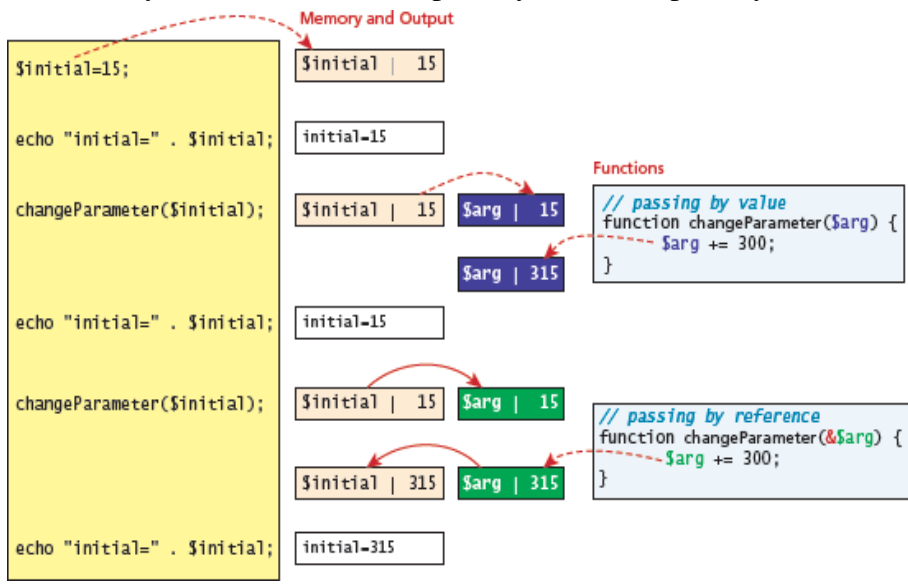 Memory and Output
$initial=15;
$initial | 15
echo "initial=" . $initial;
initial=15
Functions
changeParameter($initial);
$initial | 15
$arg | 15
// passing by value
function changeParameter($arg) {
$arg += 300;
}
$arg | 315
echo "initial=" . $initial;
initial=15
changeParameter($initial);
$initial | 15
$arg | 15
// passing by reference
function changeParameter(&$arg) {
$arg += 300;
}
$initial | 315
$arg | 315
echo "initial=" . $initial;
initial=315